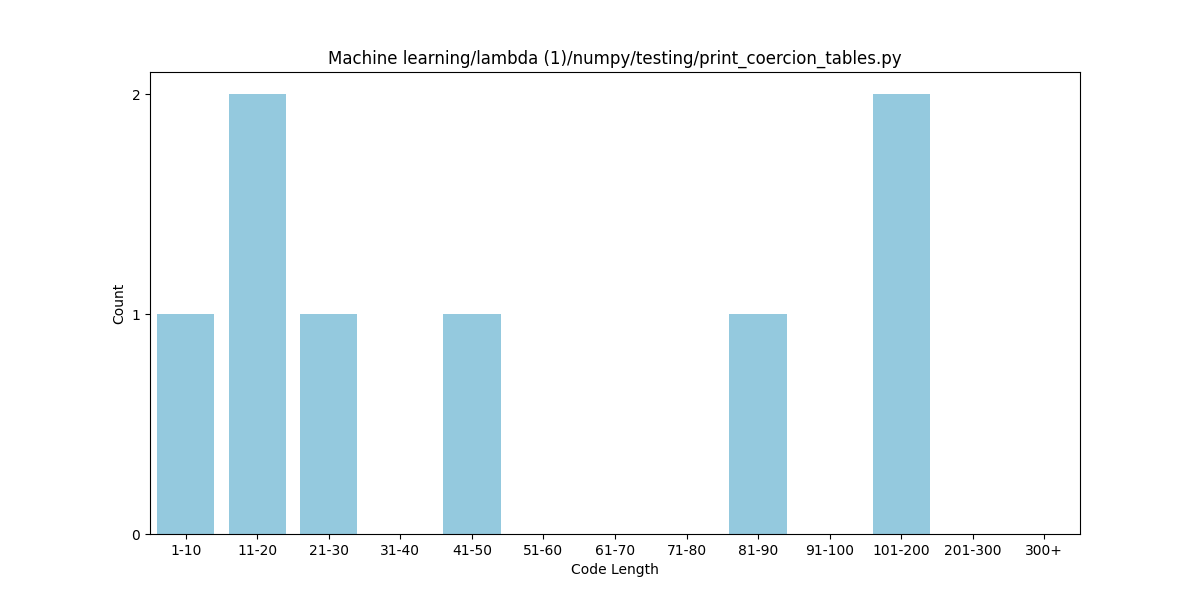 Machine learning/lambda (1)/numpy/testing/print_coercion_tables.py
2
1
0
Count
1-10 11-20 21-30 31-40 41-50 51-60 61-70 71-80 81-90 91-100 101-200 201-300 300+
Code Length